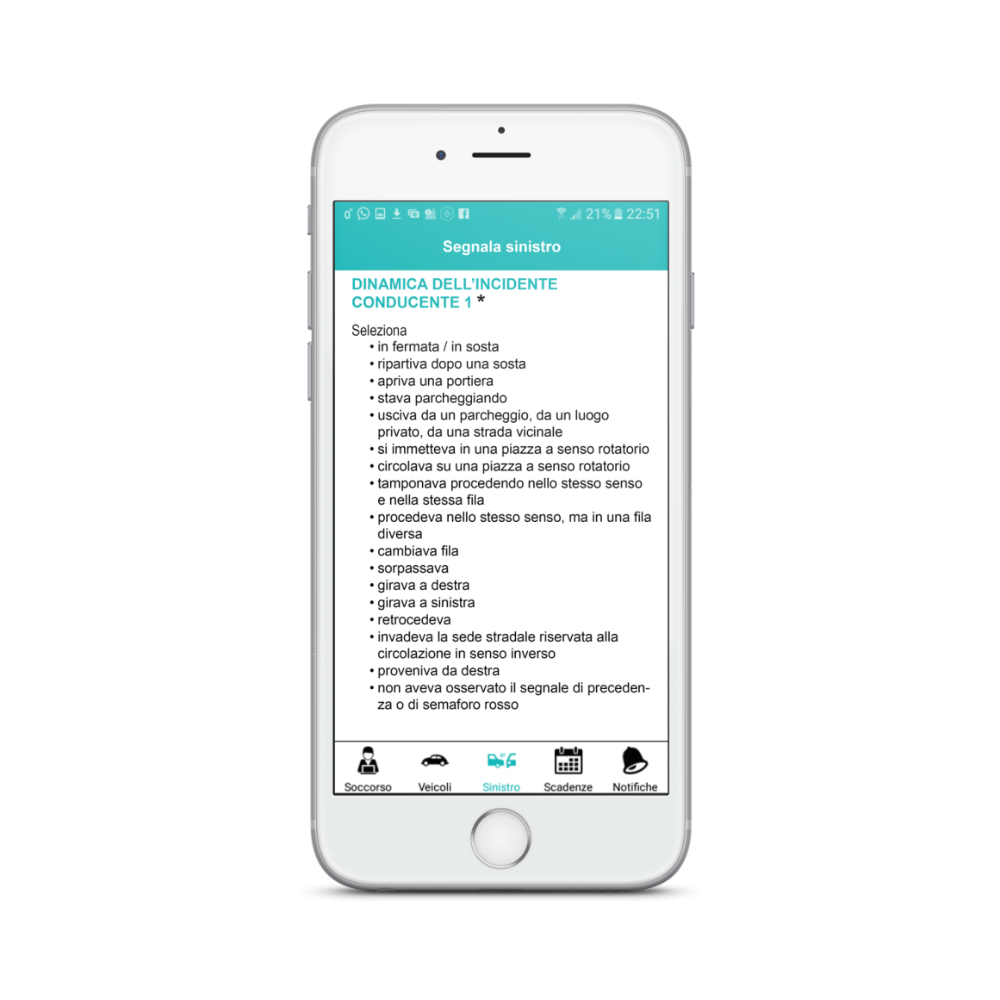 21% 22:51
Segnala sinistro
DINAMICA DELL’INCIDENTE
CONDUCENTE 1 *
Seleziona
• in fermata / in sosta
• ripartiva dopo una sosta
• apriva una portiera
• stava parcheggiando
• usciva da un parcheggio, da un luogo
privato, da una strada vicinale
• si immetteva in una piazza a senso rotatorio
• circolava su una piazza a senso rotatorio
• tamponava procedendo nello stesso senso
e nella stessa fila
• procedeva nello stesso senso, ma in una fila
diversa
• cambiava fila
• sorpassava
• girava a destra
• girava a sinistra
• retrocedeva
• invadeva la sede stradale riservata alla
circolazione in senso inverso
• proveniva da destra
• non aveva osservato il segnale di preceden-
za o di semaforo rosso
Soccorso Veicoli Sinistro Scadenze Notifiche